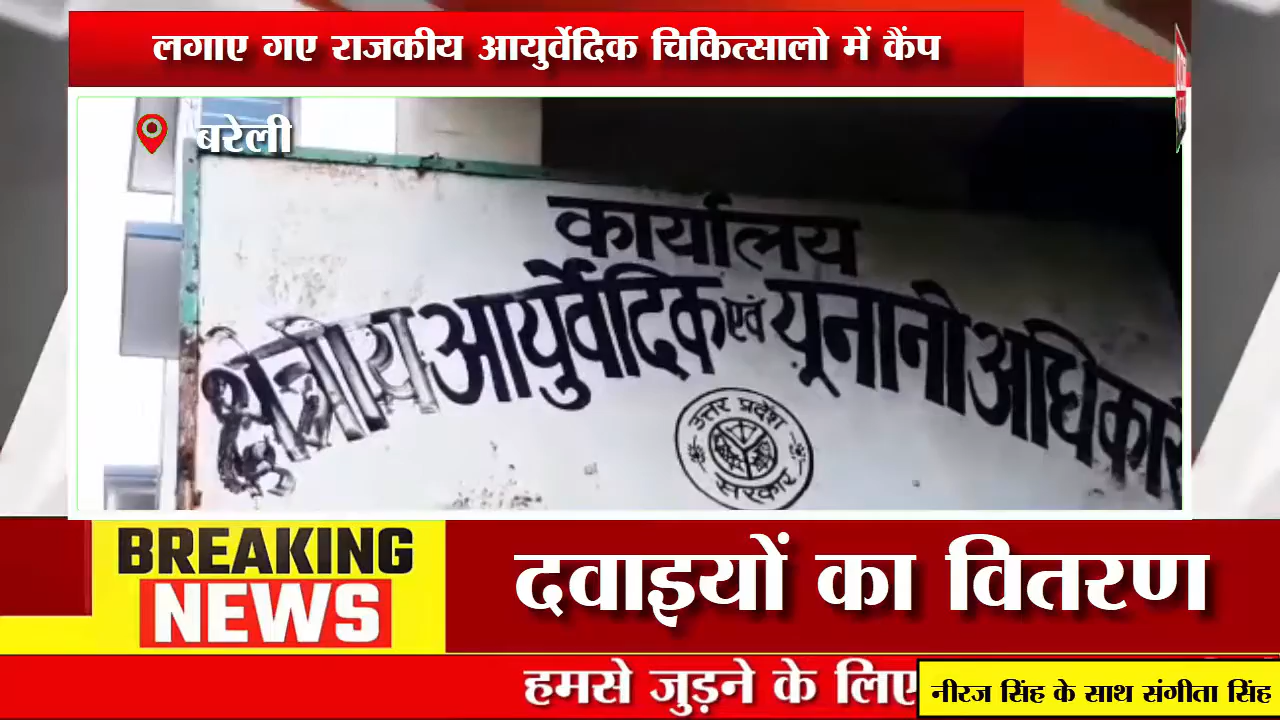 लगाए गए राजकीय आयुर्वेदिक चिकित्सालो में कैंप
बरेली
कार्यालय
क्षेत्रीय आयुर्वेदिक एवं यूनानी अधिकार
उत्तर प्रदेश
सरकार
BREAKING
NEWS
दवाइयों का वितरण
हमसे जुड़ने के लिए
नीरज सिंह के साथ संगीता सिंह